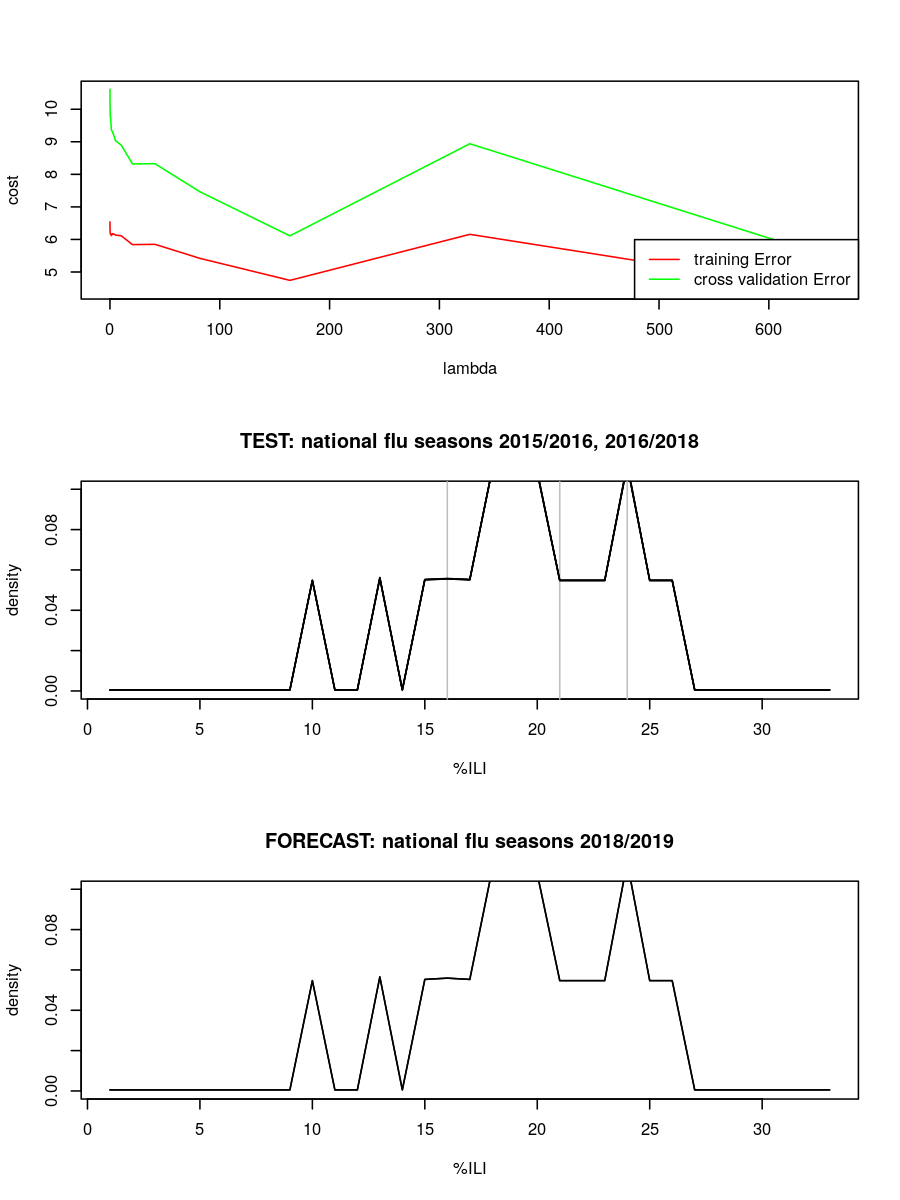 cost
5 6 7 8 9 10
training Error
cross validation Error
0 100 200 300 400 500 600
lambda
TEST: national flu seasons 2015/2016, 2016/2018
density
0.00 0.04 0.08
0 5 10 15 20 25 30
%ILI
FORECAST: national flu seasons 2018/2019
density
0.00 0.04 0.08
0 5 10 15 20 25 30
%ILI